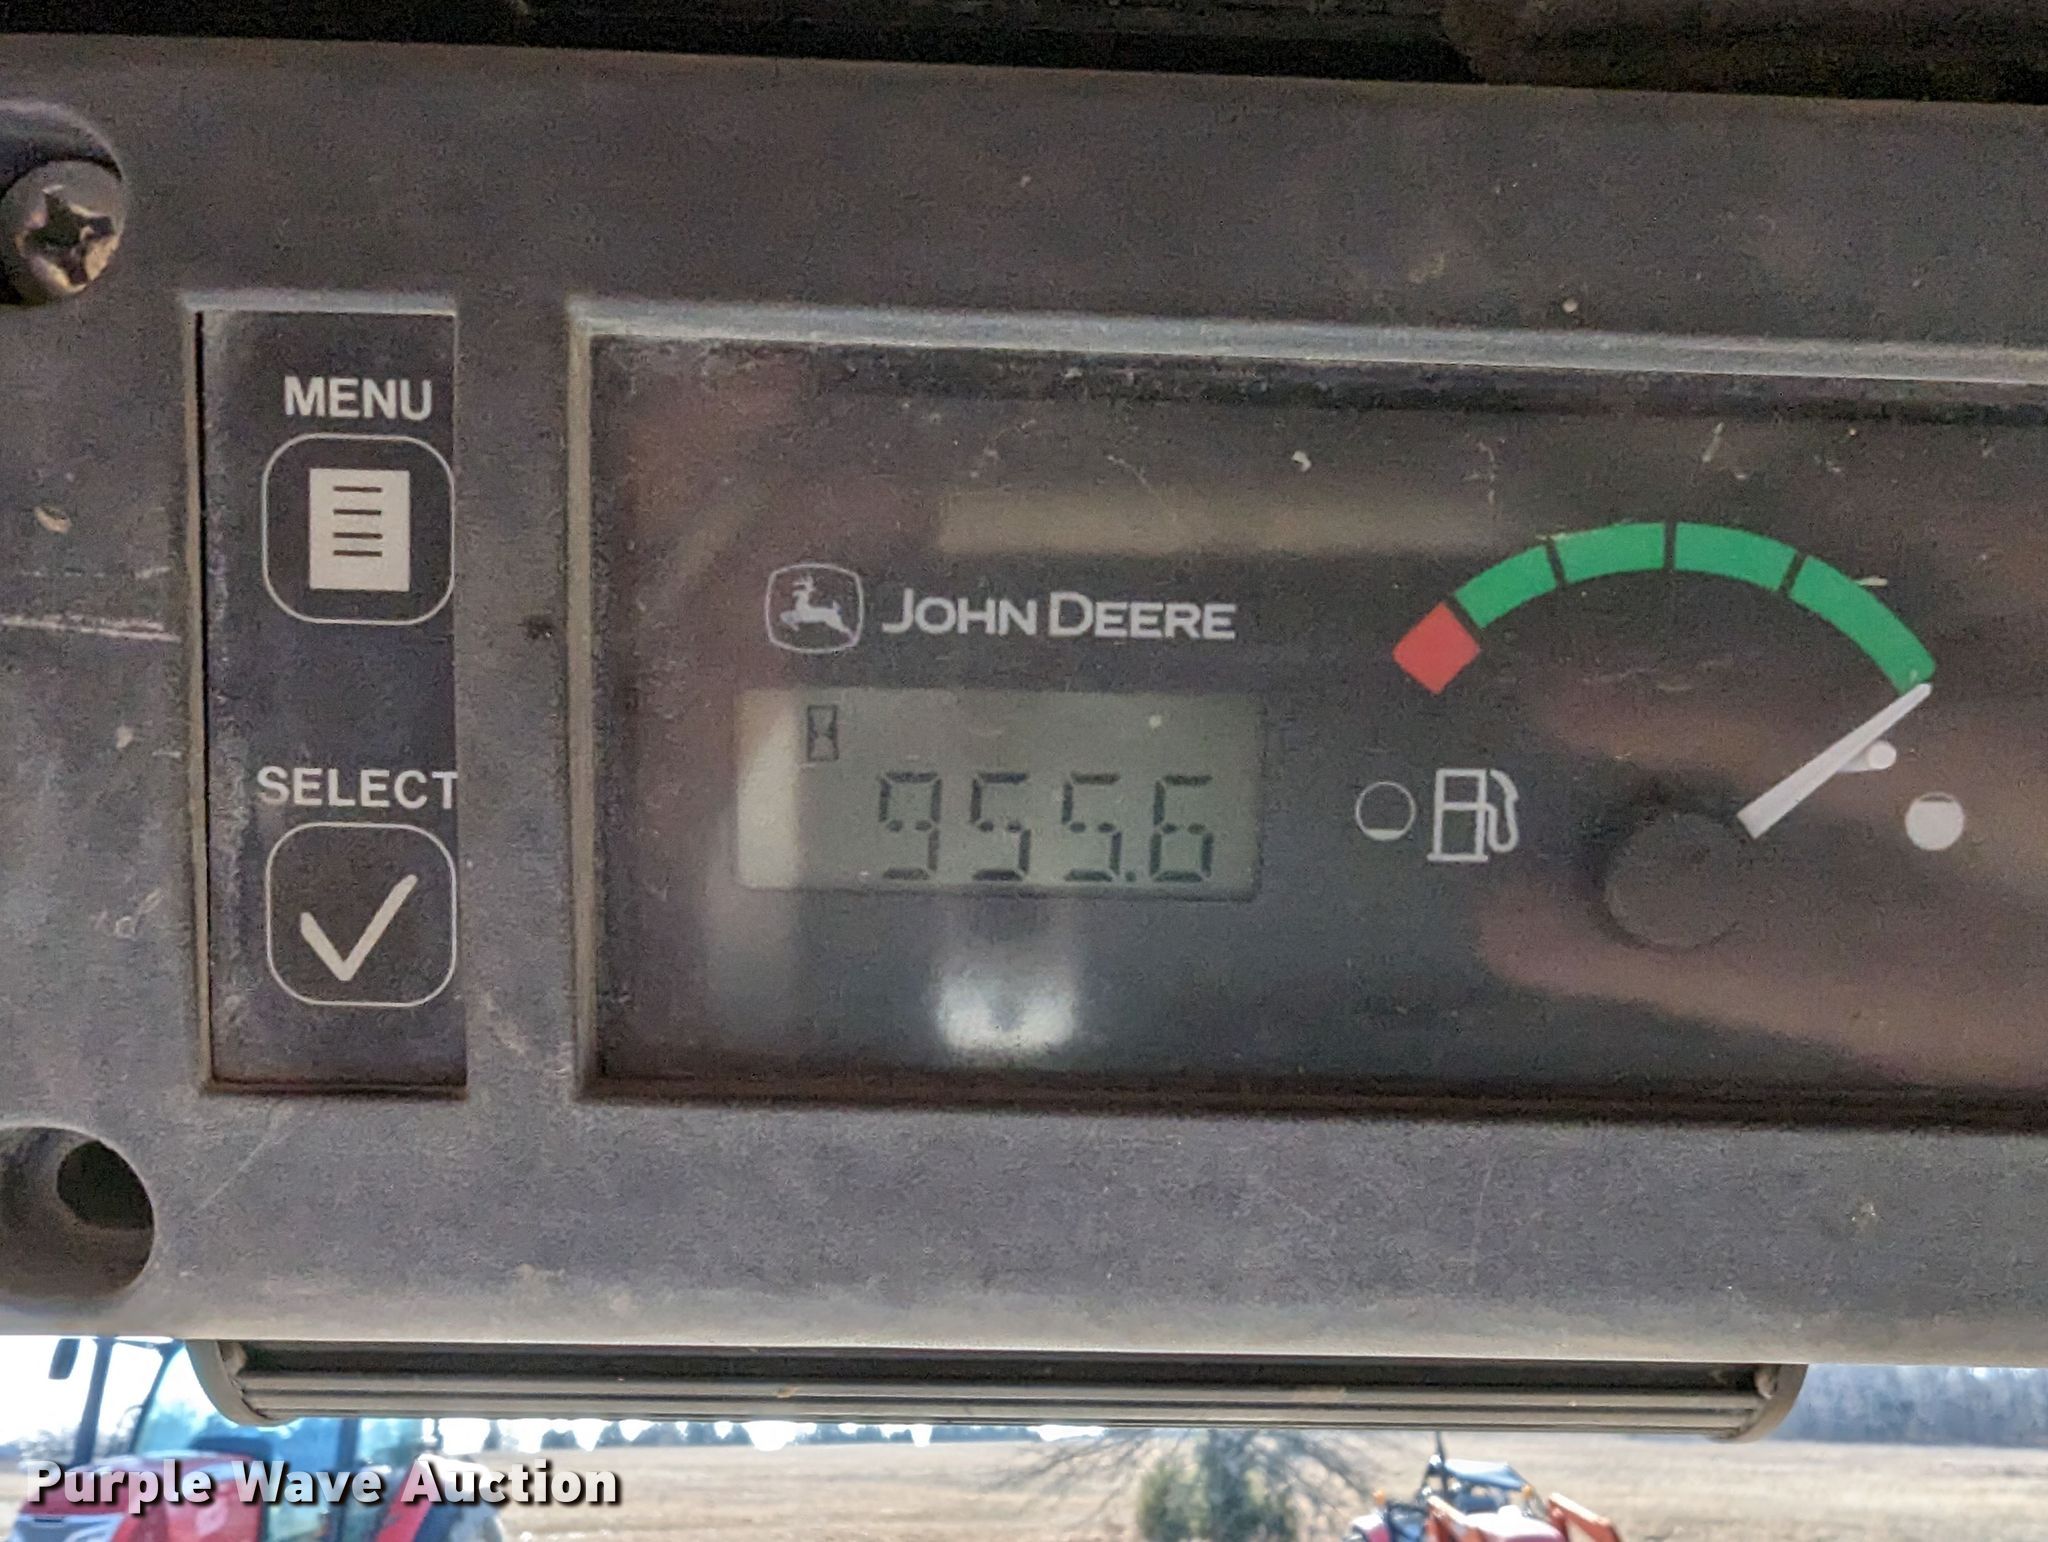 MENU
JOHN DEERE
SELECT
955.6
Purple Wave Auction